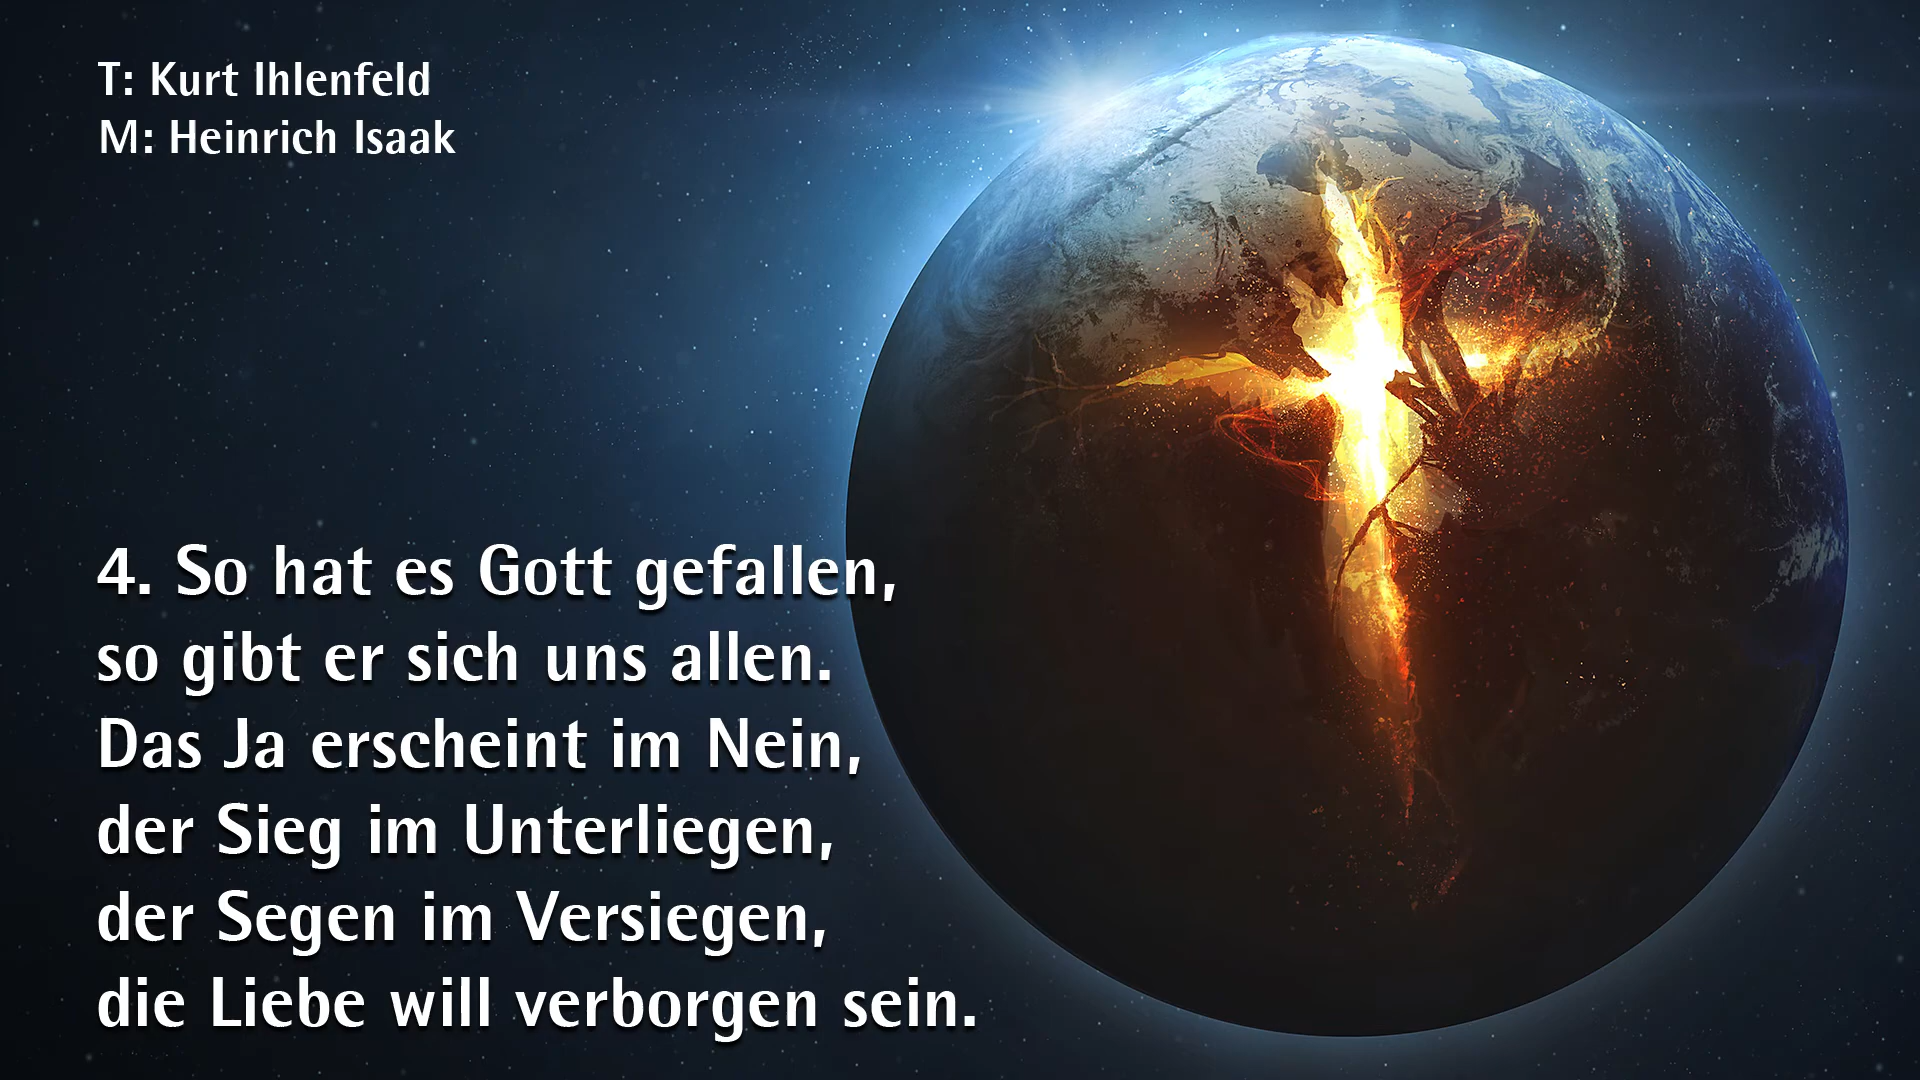 T: Kurt Ihlenfeld
M: Heinrich Isaak
4. So hat es Gott gefallen,
so gibt er sich uns allen.
Das Ja erscheint im Nein,
der Sieg im Unterliegen,
der Segen im Versiegen,
die Liebe will verborgen sein.